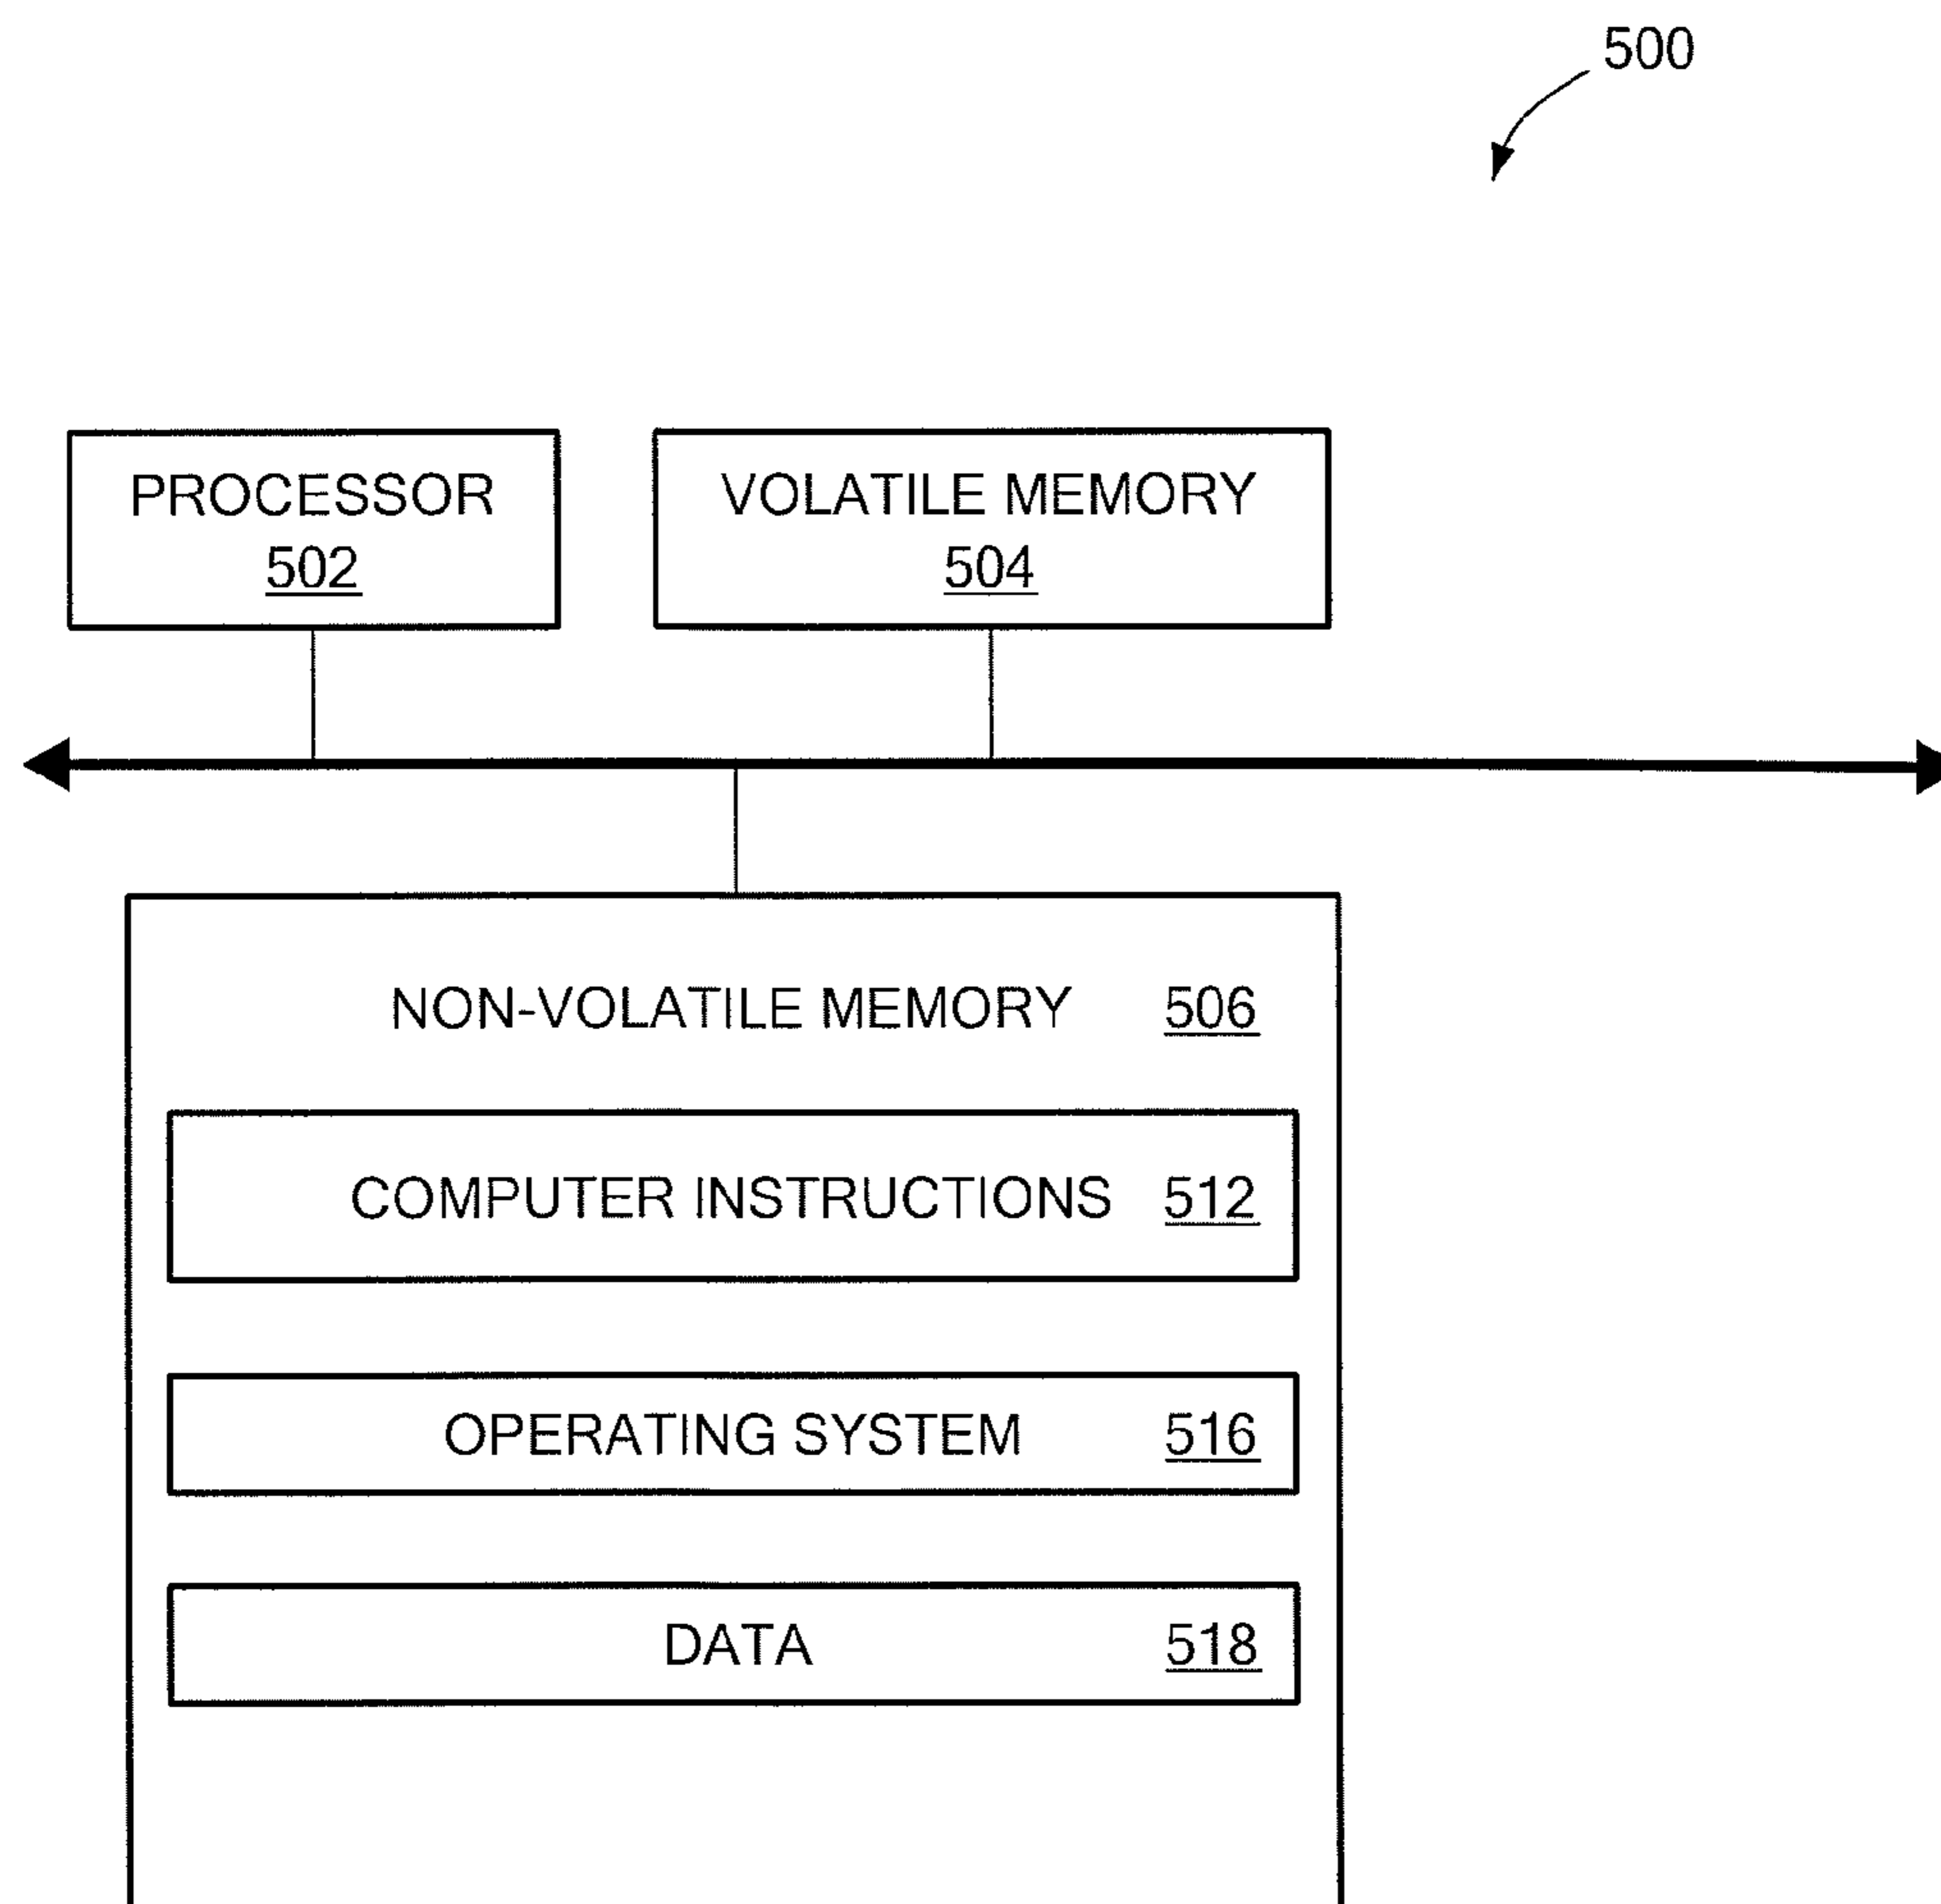 500
PROCESSOR
502
VOLATILE MEMORY
504
NON-VOLATILE MEMORY 506
COMPUTER INSTRUCTIONS 512
OPERATING SYSTEM 516
DATA 518